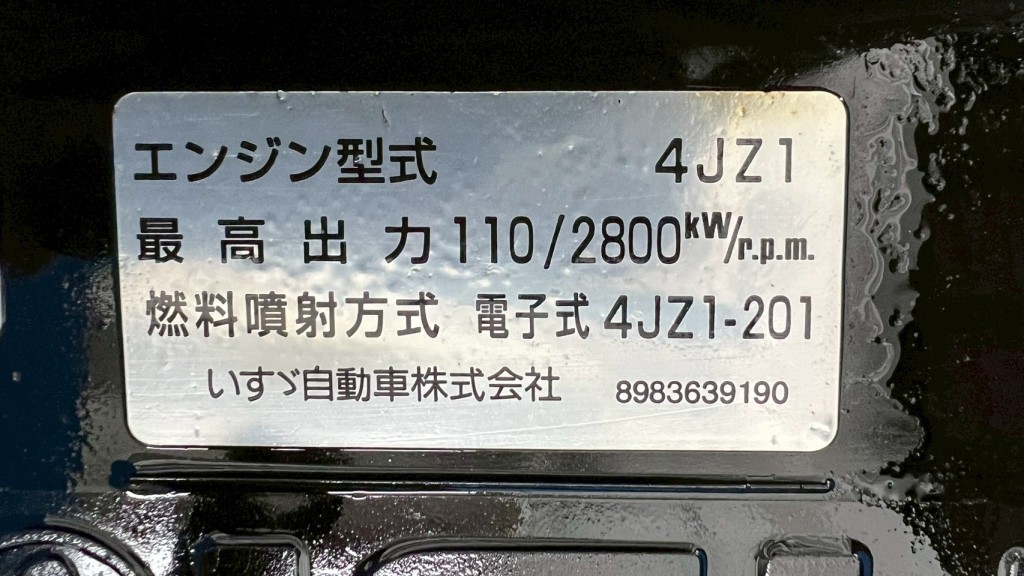 エンジン型式 4JZ1
最高出力 110/2800kW/r.p.m.
燃料噴射方式 電子式 4JZ1-201
いすゞ自動車株式会社 8983639190